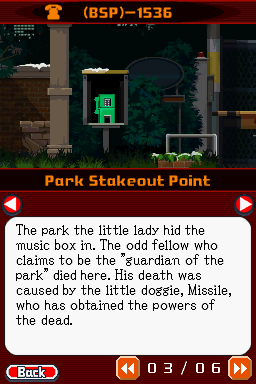 (BSP)—1536
Park Stakeout Point
The park the little lady hid the
music box in. The odd fellow who
claims to be the "guardian of the
park" died here. His death was
caused by the little doggie, Missile,
who has obtained the powers of
the dead.
Back
03/06